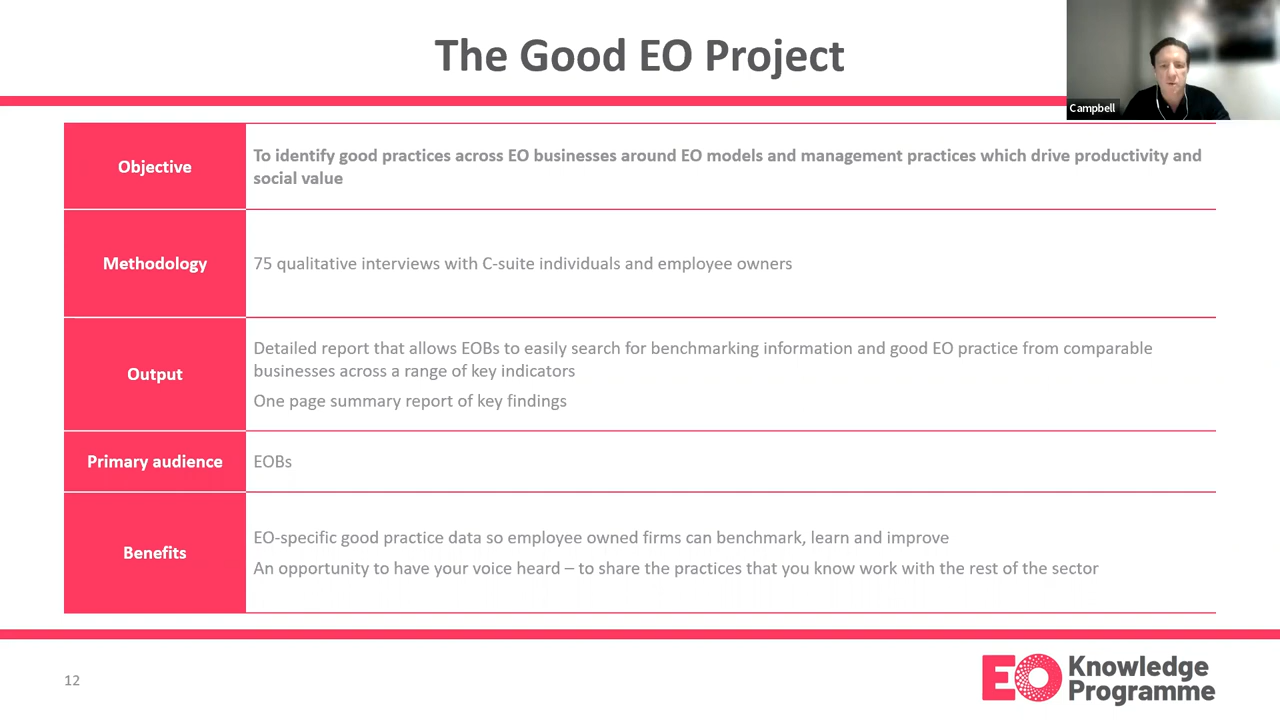 The Good EO Project
Campbell
Objective
To identify good practices across EO businesses around EO models and management practices which drive productivity and
social value
Methodology
75 qualitative interviews with C-suite individuals and employee owners
Output
Detailed report that allows EOBs to easily search for benchmarking information and good EO practice from comparable
businesses across a range of key indicators
One page summary report of key findings
Primary audience
EOBs
Benefits
EO-specific good practice data so employee owned firms can benchmark, learn and improve
An opportunity to have your voice heard – to share the practices that you know work with the rest of the sector
12
EO Knowledge
Programme